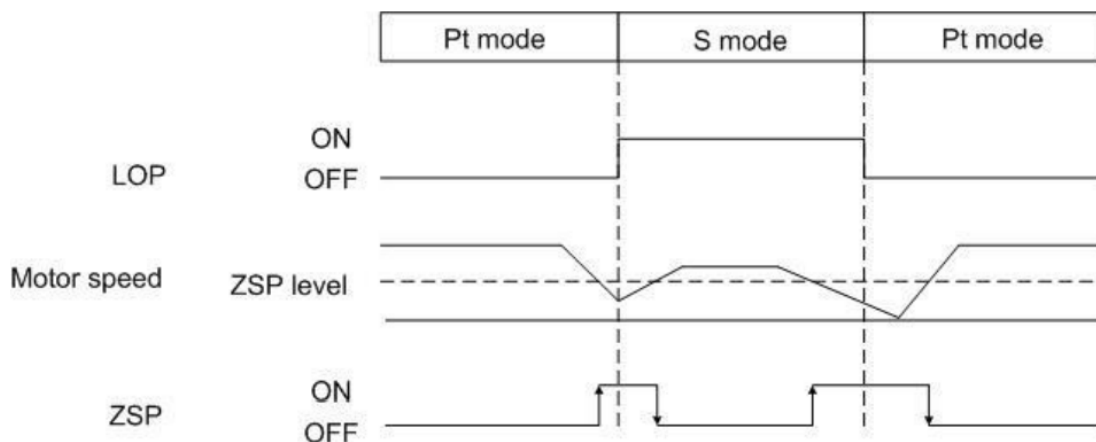 Pt mode S mode Pt mode
ON
LOP OFF
Motor speed ZSP level
ON
ZSP OFF